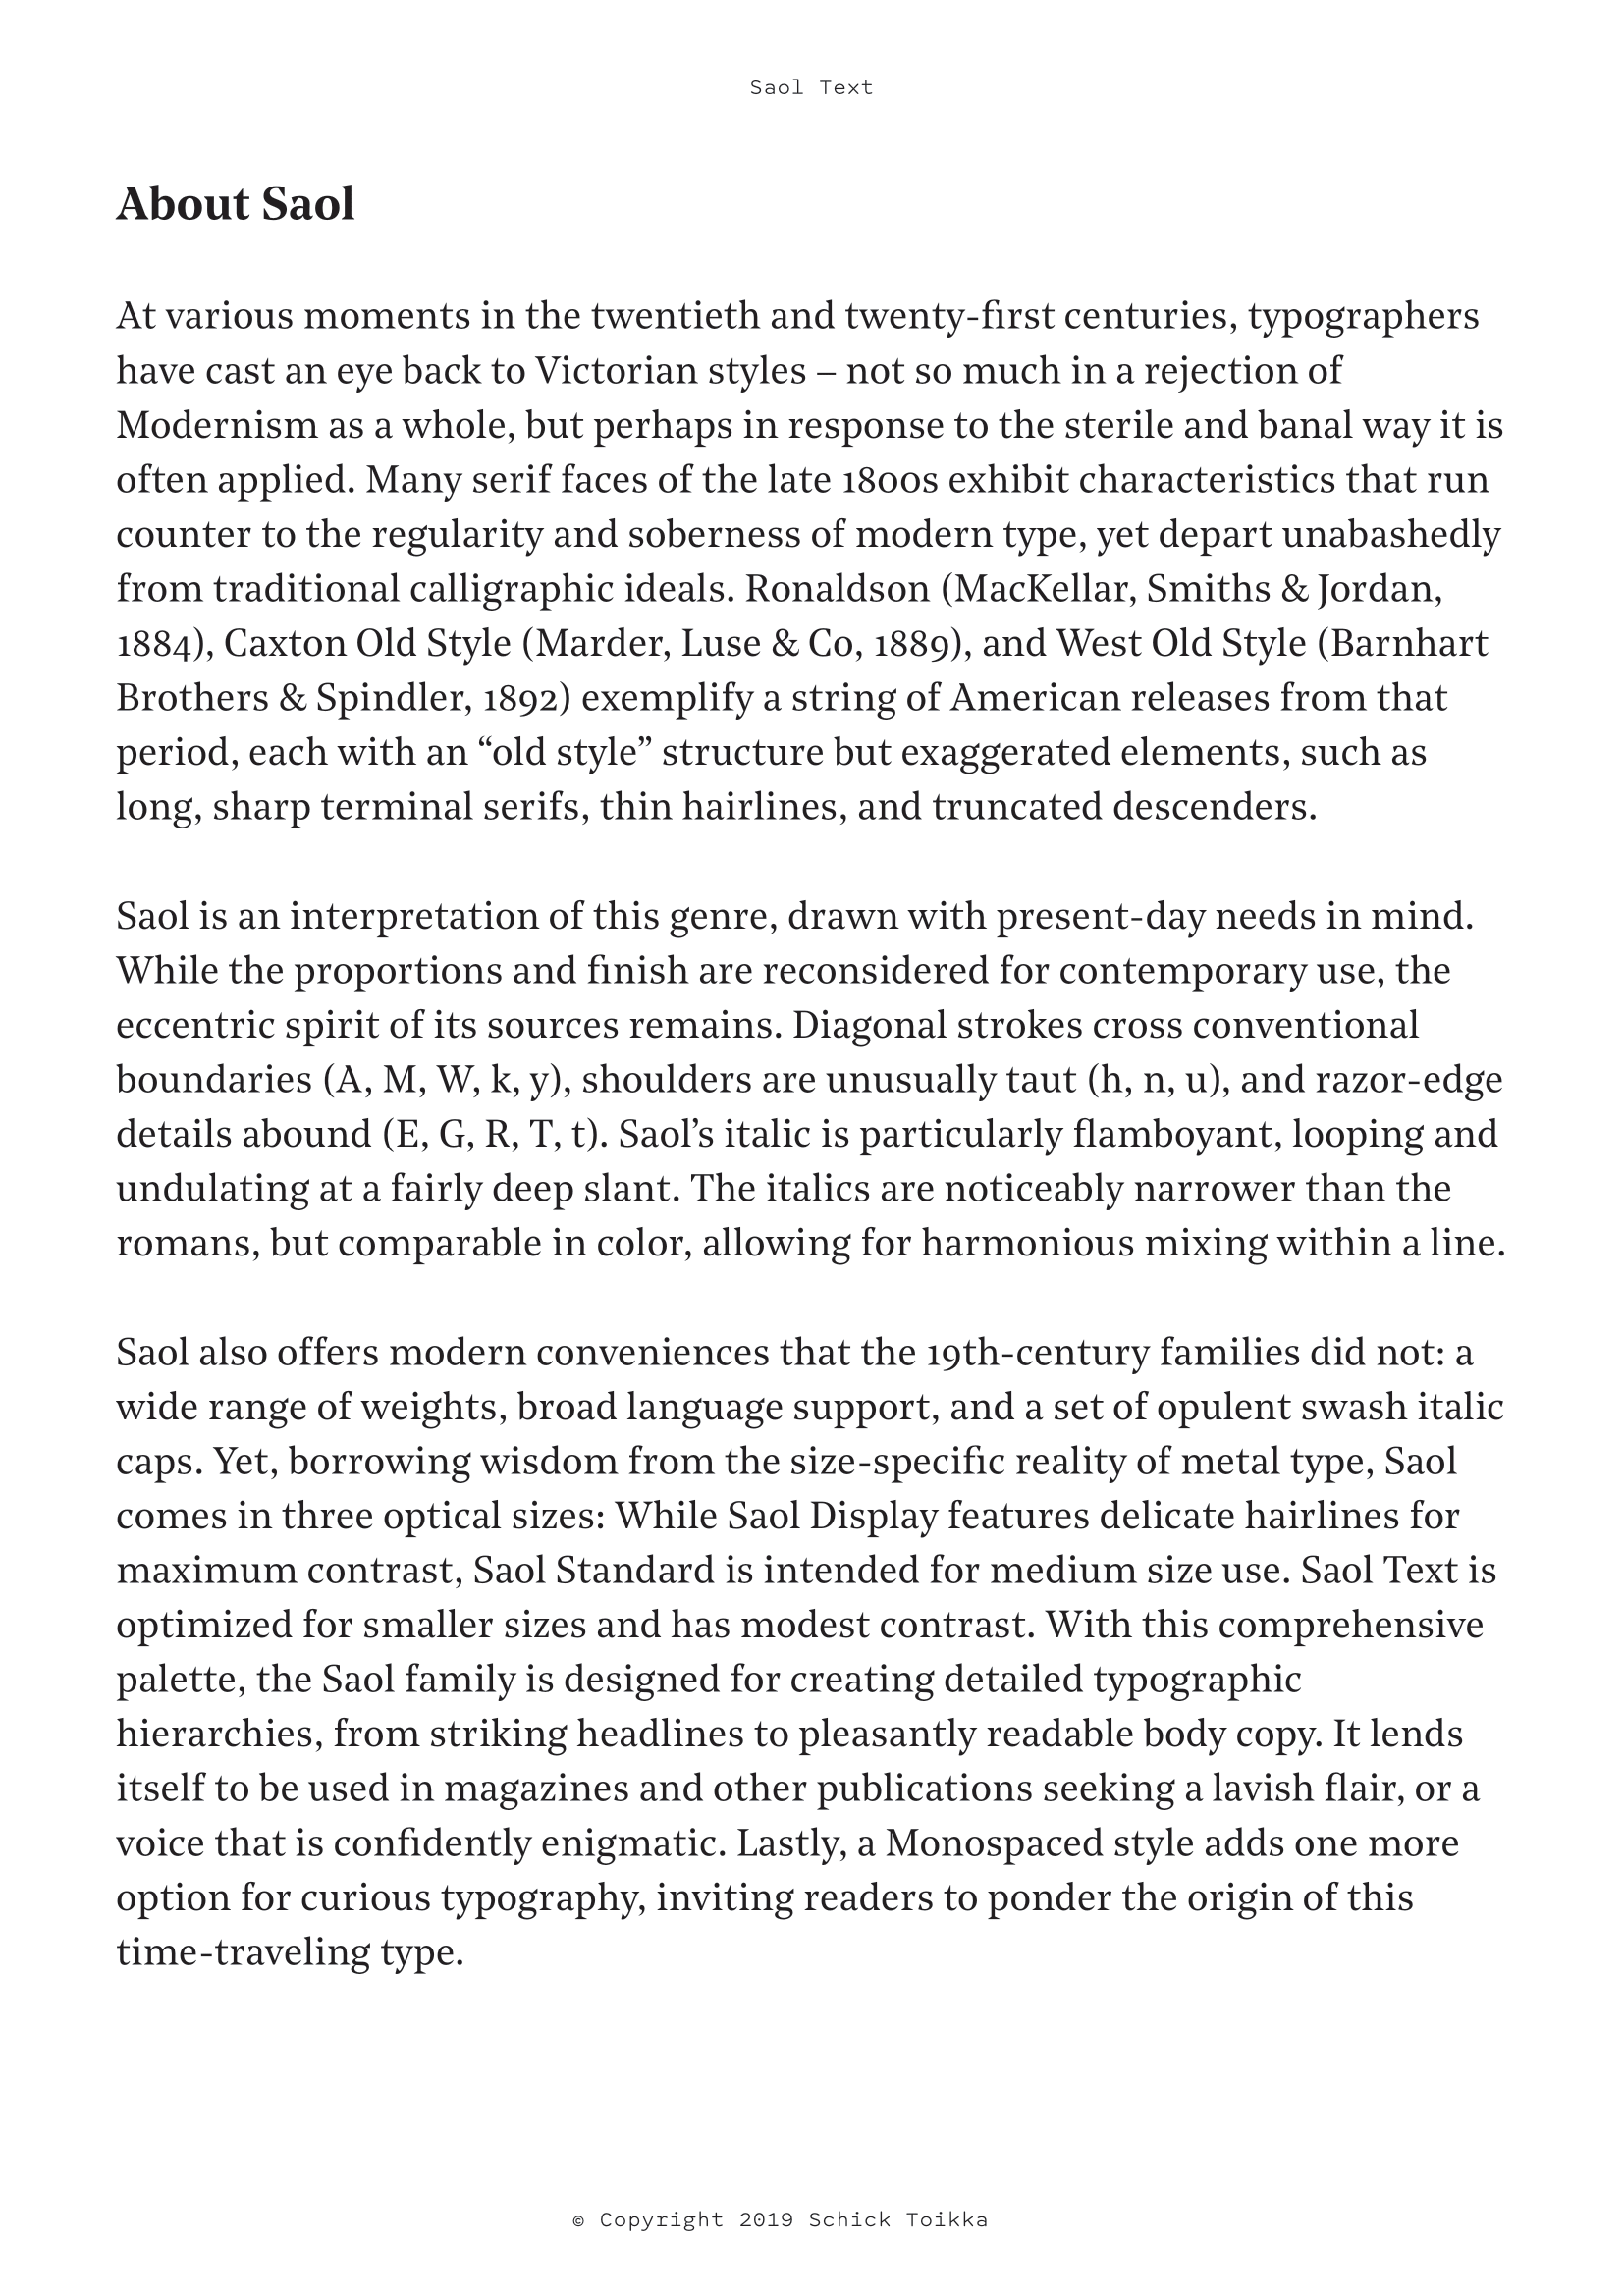 Saol Text
About Saol
At various moments in the twentieth and twenty-first centuries, typographers
have cast an eye back to Victorian styles – not so much in a rejection of
Modernism as a whole, but perhaps in response to the sterile and banal way it is
often applied. Many serif faces of the late 1800s exhibit characteristics that run
counter to the regularity and soberness of modern type, yet depart unabashedly
from traditional calligraphic ideals. Ronaldson (MacKellar, Smiths & Jordan,
1884), Caxton Old Style (Marder, Luse & Co, 1889), and West Old Style (Barnhart
Brothers & Spindler, 1892) exemplify a string of American releases from that
period, each with an “old style” structure but exaggerated elements, such as
long, sharp terminal serifs, thin hairlines, and truncated descenders.
Saol is an interpretation of this genre, drawn with present-day needs in mind.
While the proportions and finish are reconsidered for contemporary use, the
eccentric spirit of its sources remains. Diagonal strokes cross conventional
boundaries (A, M, W, k, y), shoulders are unusually taut (h, n, u), and razor-edge
details abound (E, G, R, T, t). Saol’s italic is particularly flamboyant, looping and
undulating at a fairly deep slant. The italics are noticeably narrower than the
romans, but comparable in color, allowing for harmonious mixing within a line.
Saol also offers modern conveniences that the 19th-century families did not: a
wide range of weights, broad language support, and a set of opulent swash italic
caps. Yet, borrowing wisdom from the size-specific reality of metal type, Saol
comes in three optical sizes: While Saol Display features delicate hairlines for
maximum contrast, Saol Standard is intended for medium size use. Saol Text is
optimized for smaller sizes and has modest contrast. With this comprehensive
palette, the Saol family is designed for creating detailed typographic
hierarchies, from striking headlines to pleasantly readable body copy. It lends
itself to be used in magazines and other publications seeking a lavish flair, or a
voice that is confidently enigmatic. Lastly, a Monospaced style adds one more
option for curious typography, inviting readers to ponder the origin of this
time-traveling type.
© Copyright 2019 Schick Toikka